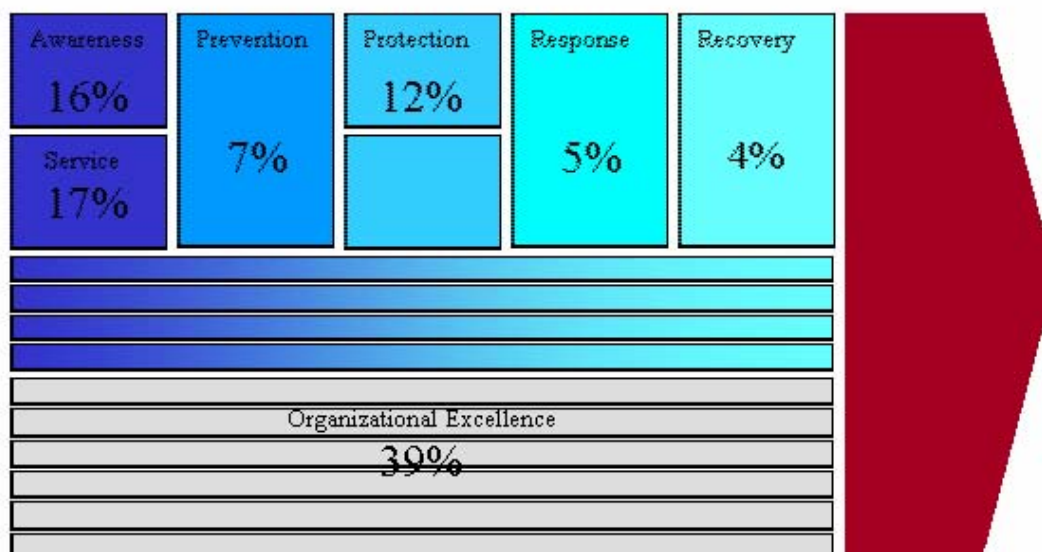 Awareness
16%
Service
17%
Prevention
7%
Protection
12%
Response
5%
Recovery
4%
Organizational Excellence
39%